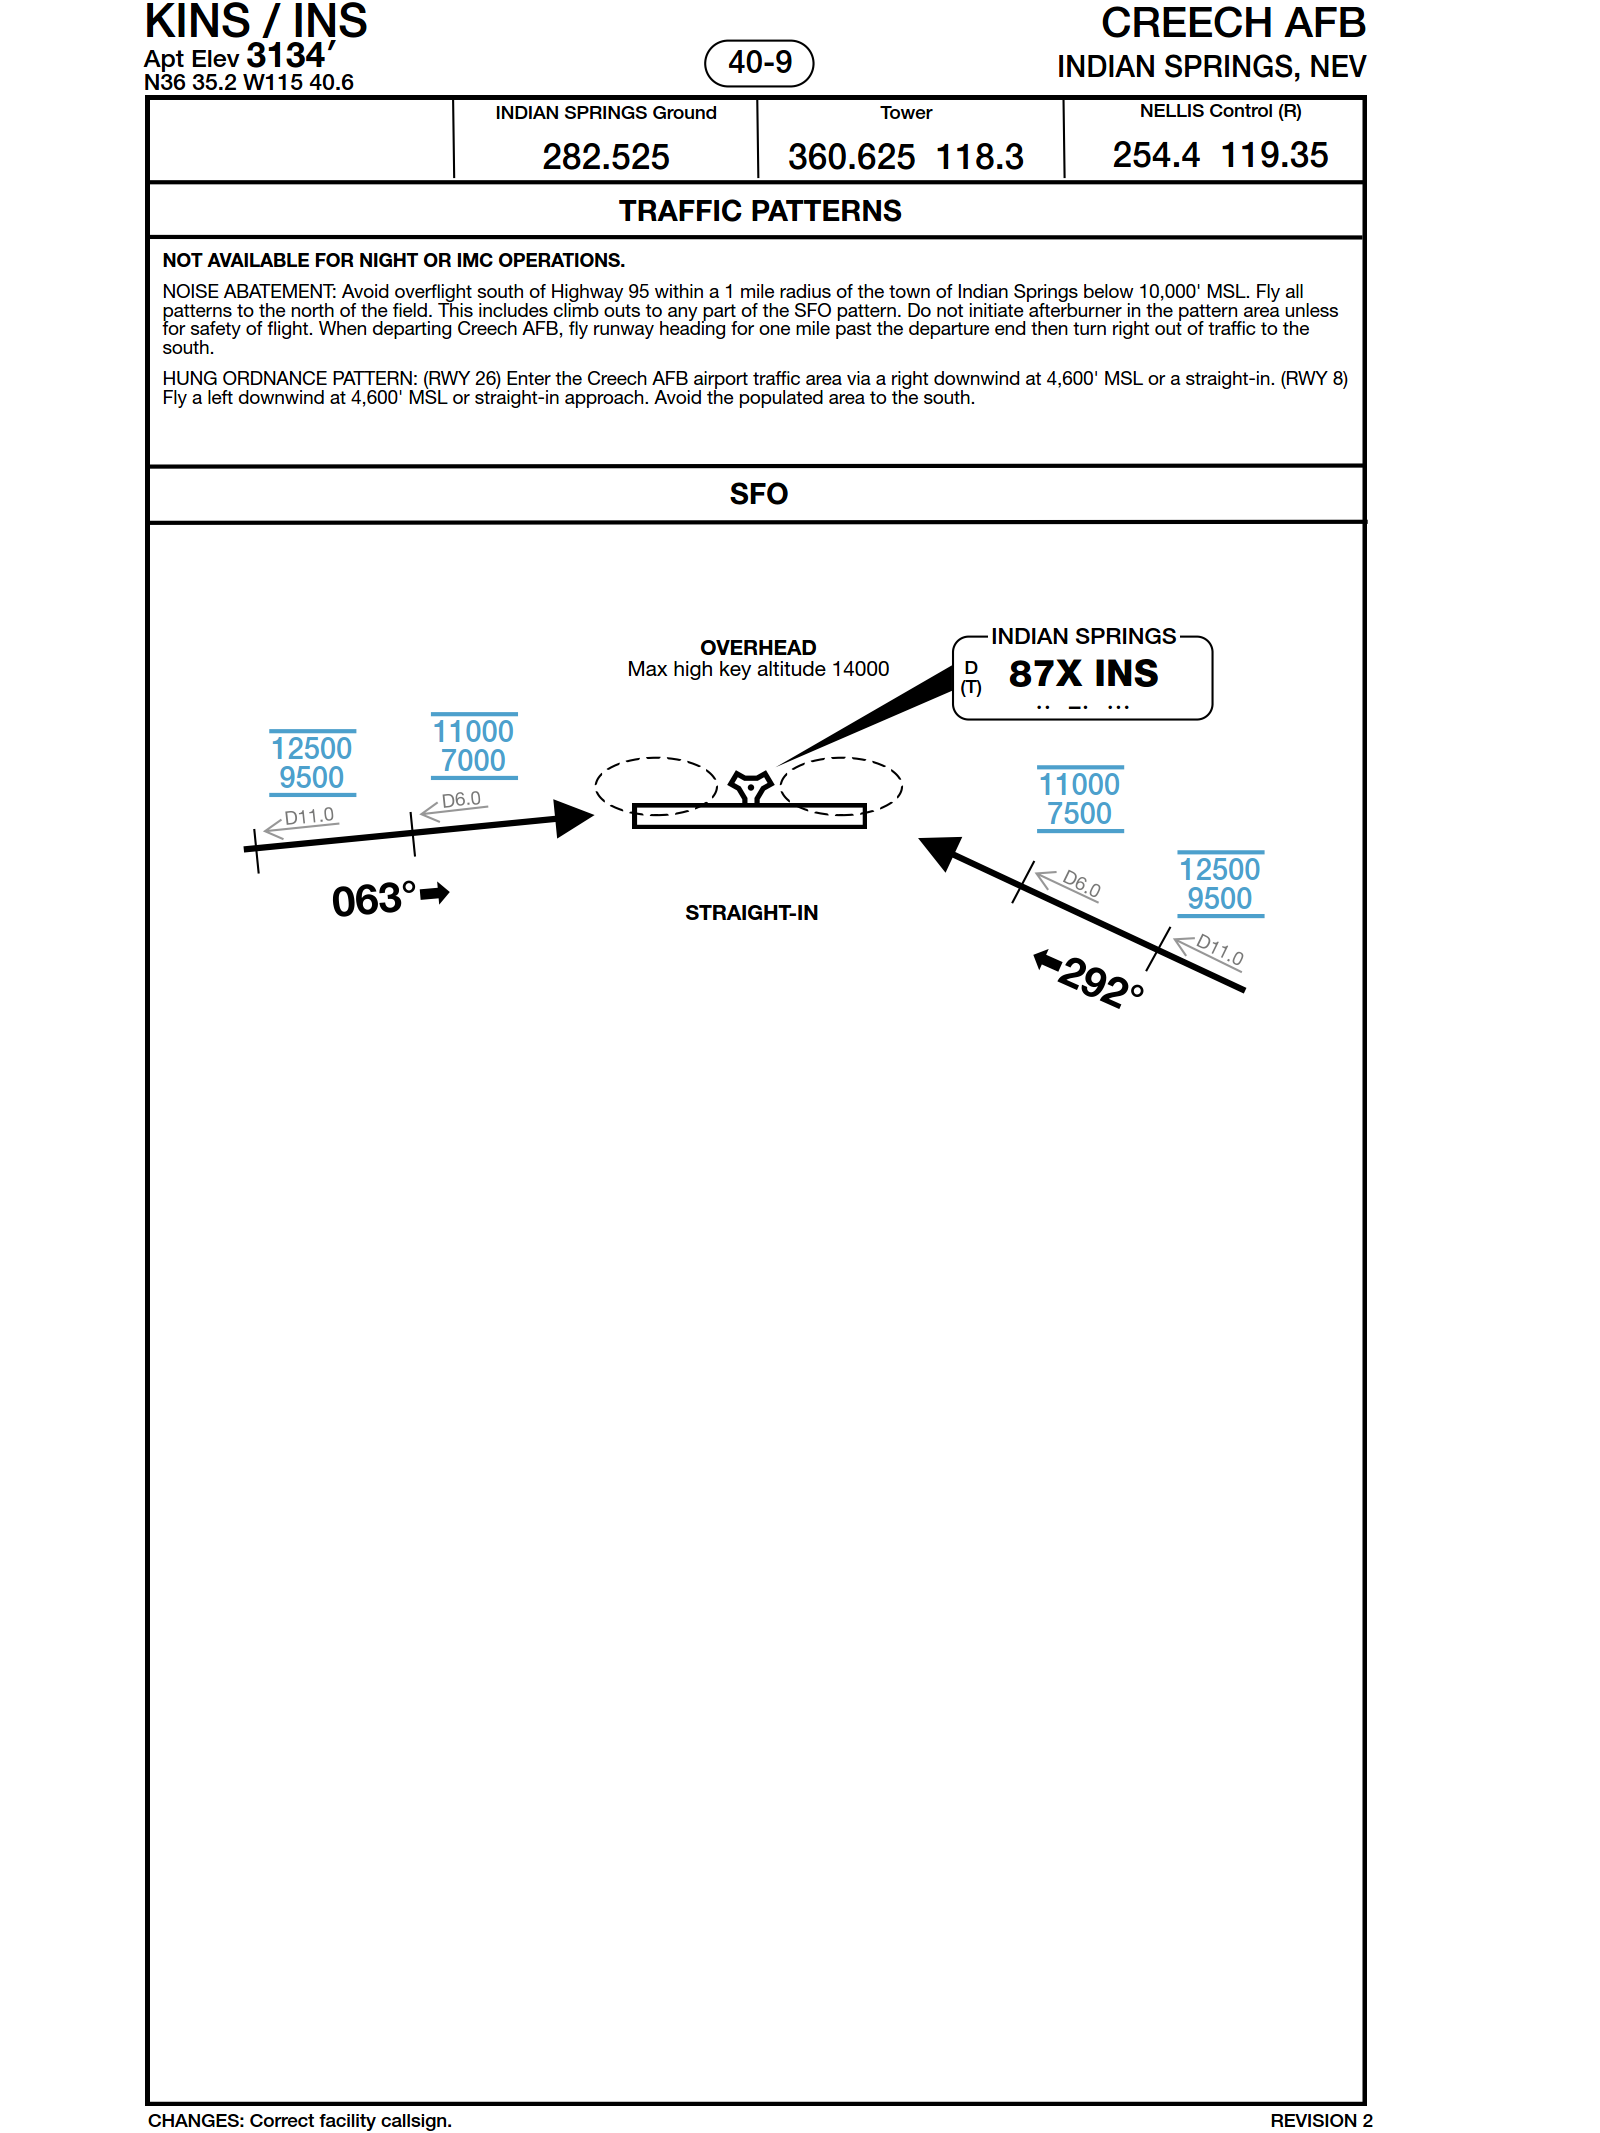 KINS / INS
Apt Elev 3134′
N36 35.2 W115 40.6
40-9
CREECH AFB
INDIAN SPRINGS, NEV
INDIAN SPRINGS Ground
282.525
Tower
360.625 118.3
NELLIS Control (R)
254.4 119.35
TRAFFIC PATTERNS
NOT AVAILABLE FOR NIGHT OR IMC OPERATIONS.
NOISE ABATEMENT: Avoid overflight south of Highway 95 within a 1 mile radius of the town of Indian Springs below 10,000' MSL. Fly all
patterns to the north of the field. This includes climb outs to any part of the SFO pattern. Do not initiate afterburner in the pattern area unless
for safety of flight. When departing Creech AFB, fly runway heading for one mile past the departure end then turn right out of traffic to the
south.
HUNG ORDNANCE PATTERN: (RWY 26) Enter the Creech AFB airport traffic area via a right downwind at 4,600' MSL or a straight-in. (RWY 8)
Fly a left downwind at 4,600' MSL or straight-in approach. Avoid the populated area to the south.
SFO
INDIAN SPRINGS
D
(T)
87X INS
OVERHEAD
Max high key altitude 14000
12500
9500
D11.0
11000
7000
D6.0
063°
STRAIGHT-IN
11000
7500
D6.0
12500
9500
D11.0
292°
CHANGES: Correct facility callsign.
REVISION 2